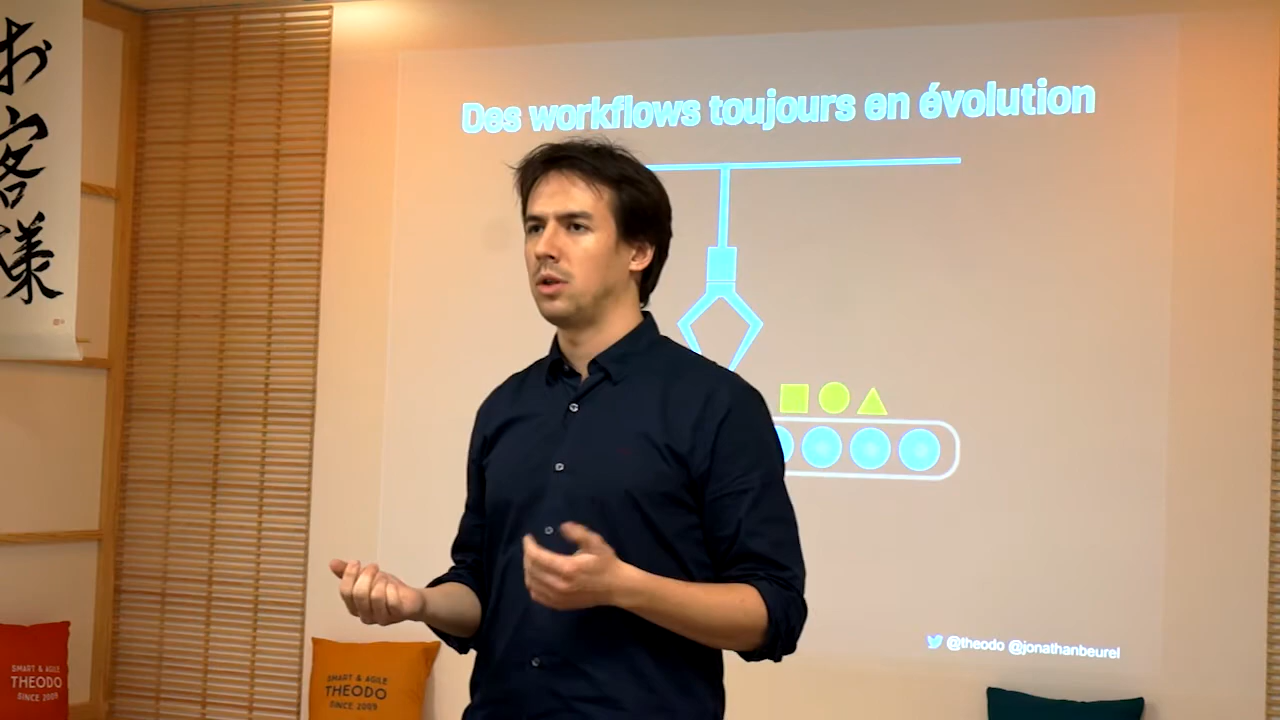 お客様
Des workflows toujours en évolution
@theodo @jonathanbeurel
SMART & AGILE
THEODO
SINCE 2009
SMART & AGILE
THEODO
SINCE 2009